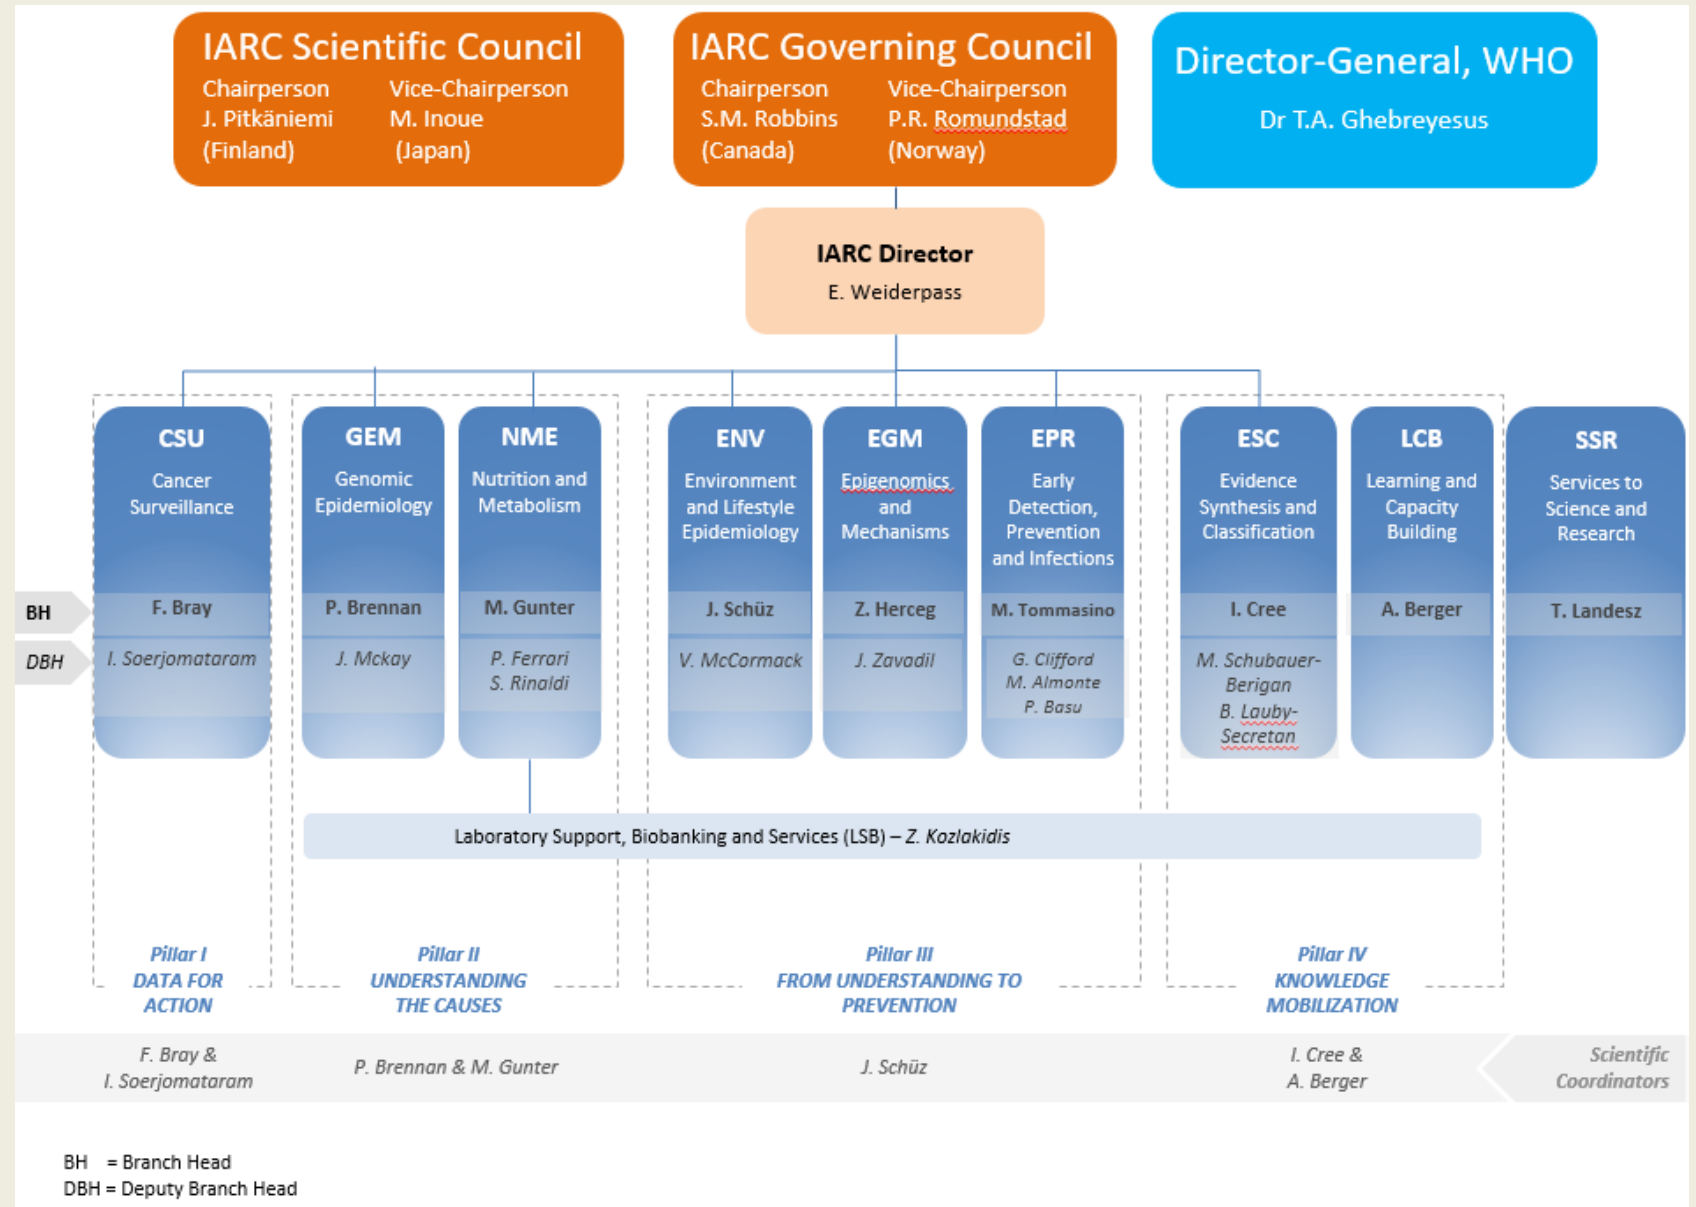 IARC Scientific Council
Chairperson Vice-Chairperson
J. Pitkäniemi M. Inoue
(Finland) (Japan)
IARC Governing Council
Chairperson Vice-Chairperson
S.M. Robbins P.R. Romundstad
(Canada) (Norway)
Director-General, WHO
Dr T.A. Ghebreyesus
IARC Director
E. Weiderpass
CSU
Cancer
Surveillance
F. Bray
I. Soerjomataram
GEM
Genomic
Epidemiology
P. Brennan
J. Mckay
NME
Nutrition and
Metabolism
M. Gunter
P. Ferrari
S. Rinaldi
ENV
Environment
and Lifestyle
Epidemiology
J. Schüz
V. McCormack
EGM
Epigenomics
and
Mechanisms
Z. Herceg
J. Zavadil
EPR
Early
Detection,
Prevention
and Infections
M. Tommasino
G. Clifford
M. Almonte
P. Basu
ESC
Evidence
Synthesis and
Classification
I. Cree
M. Schubauer-
Berigan
B. Lauby-
Secretan
LCB
Learning and
Capacity
Building
A. Berger
SSR
Services to
Science and
Research
T. Landesz
BH
DBH
Laboratory Support, Biobanking and Services (LSB) – Z. Kozlakidis
Pillar I
DATA FOR
ACTION
Pillar II
UNDERSTANDING
THE CAUSES
Pillar III
FROM UNDERSTANDING TO
PREVENTION
Pillar IV
KNOWLEDGE
MOBILIZATION
F. Bray &
I. Soerjomataram
P. Brennan & M. Gunter
J. Schüz
I. Cree &
A. Berger
Scientific
Coordinators
BH = Branch Head
DBH = Deputy Branch Head